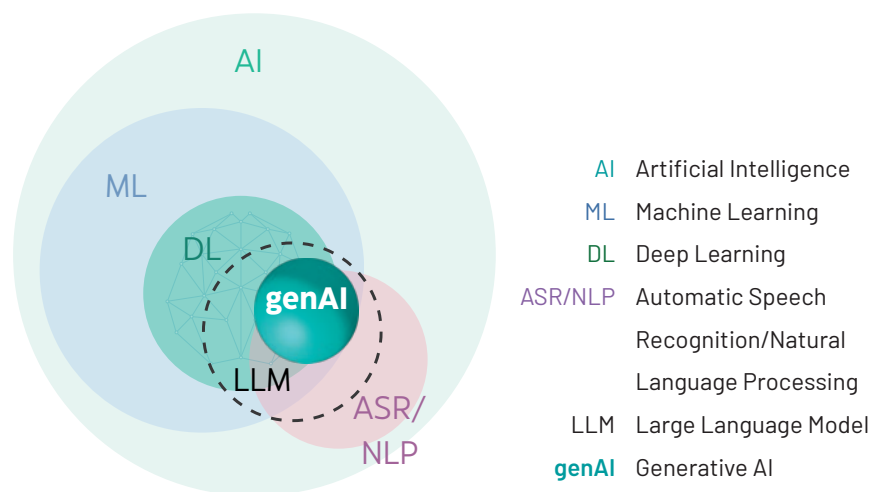 AI
ML
DL
genAI
LLM
ASR/
NLP
AI Artificial Intelligence
ML Machine Learning
DL Deep Learning
ASR/NLP Automatic Speech
Recognition/Natural
Language Processing
LLM Large Language Model
genAI Generative AI